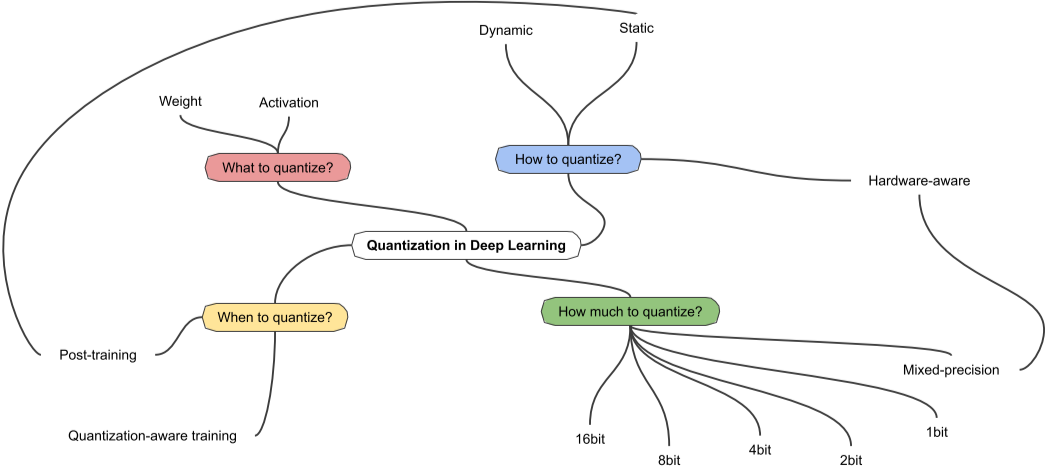 Dynamic
Static
Weight
Activation
What to quantize?
How to quantize?
Hardware-aware
Quantization in Deep Learning
When to quantize?
How much to quantize?
Post-training
Mixed-precision
Quantization-aware training
16bit
8bit
4bit
2bit
1bit